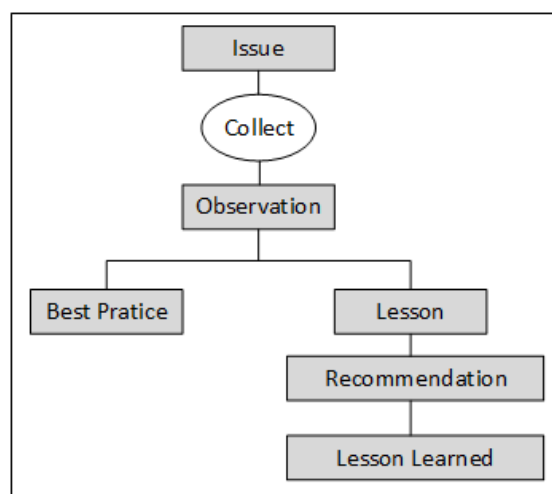 Issue
Collect
Observation
Best Pratice
Lesson
Recommendation
Lesson Learned